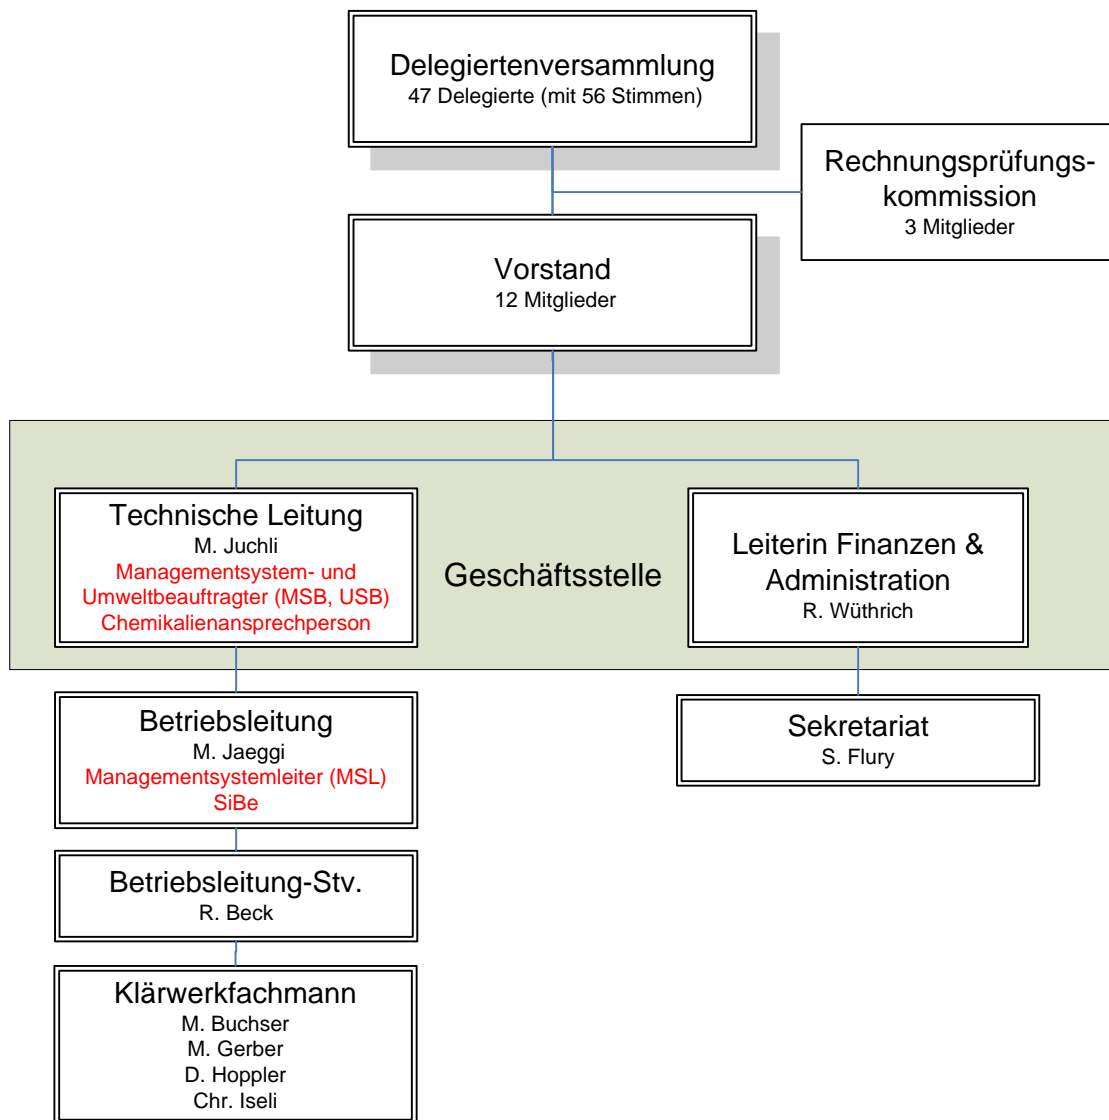 Delegiertenversammlung
47 Delegierte (mit 56 Stimmen)
Rechnungsprüfungs-
kommission
3 Mitglieder
Vorstand
12 Mitglieder
Technische Leitung
M. Juchli
Managementsystem- und
Umweltbeauftragter (MSB, USB)
Chemikalienansprechperson
Geschäftsstelle
Leiterin Finanzen &
Administration
R. Wüthrich
Betriebsleitung
M. Jaeggi
Managementsystemleiter (MSL)
SiBe
Sekretariat
S. Flury
Betriebsleitung-Stv.
R. Beck
Klärwerkfachmann
M. Buchser
M. Gerber
D. Hoppler
Chr. Iseli